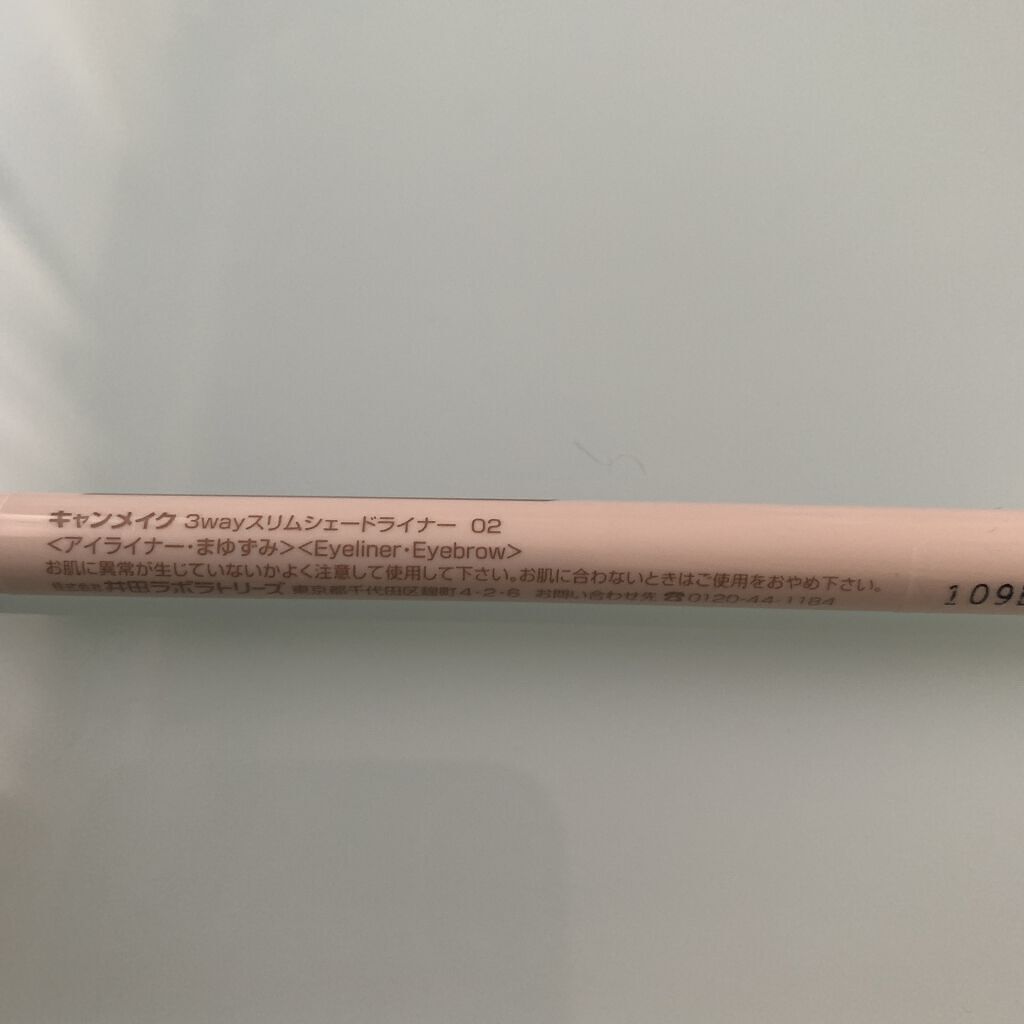 キャンメイク 3wayスリムシェードライナー 02
<アイライナー・まゆずみ><Eyeliner・Eyebrow>
お肌に異常が生じていないかよく注意して使用して下さい。お肌に合わないときはご使用をおやめ下さい。
株式会社 井田ラボラトリーズ 東京都千代田区麹町4-2-6 お問い合わせ先 ☎0120-44-1184
109